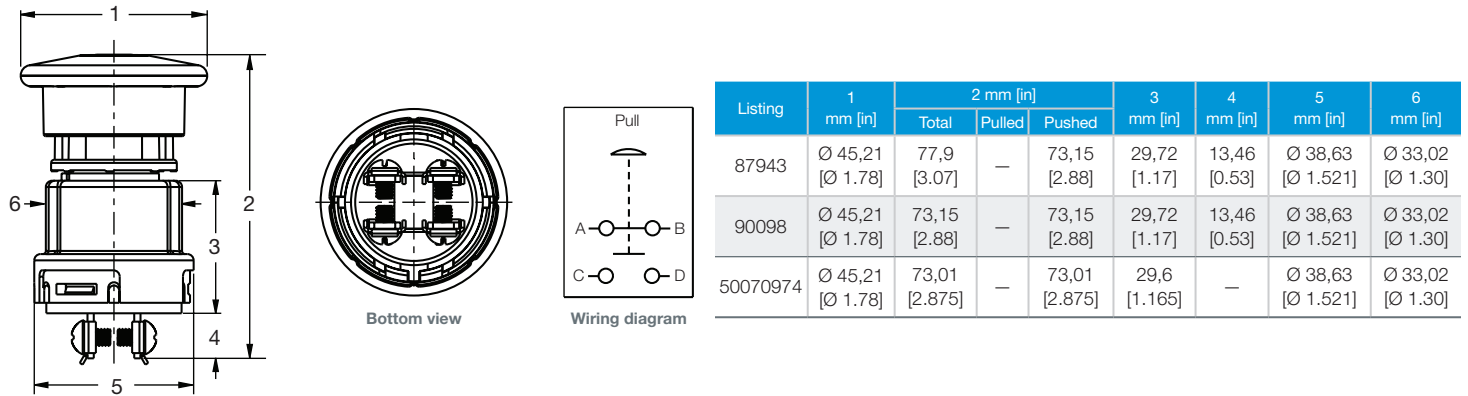 1
6
2
3
4
5
Bottom view
Pull
A B
C D
Wiring diagram
Listing 1 mm [in] 2 mm [in] 3 mm [in] 4 mm [in] 5 mm [in] 6 mm [in]
Total Pulled Pushed
87943 Ø 45,21 [Ø 1.78] 77,9 [3.07] — 73,15 [2.88] 29,72 [1.17] 13,46 [0.53] Ø 38,63 [Ø 1.521] Ø 33,02 [Ø 1.30]
90098 Ø 45,21 [Ø 1.78] 73,15 [2.88] — 73,15 [2.88] 29,72 [1.17] 13,46 [0.53] Ø 38,63 [Ø 1.521] Ø 33,02 [Ø 1.30]
50070974 Ø 45,21 [Ø 1.78] 73,01 [2.875] — 73,01 [2.875] 29,6 [1.165] — Ø 38,63 [Ø 1.521] Ø 33,02 [Ø 1.30]